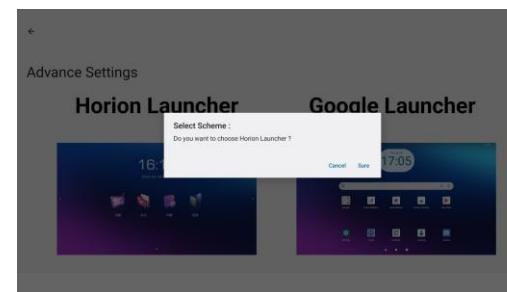 Advance Settings
Horion Launcher
Google Launcher
Select Scheme :
Do you want to choose Horion Launcher ?
Cancel Sure
16:1
17:05